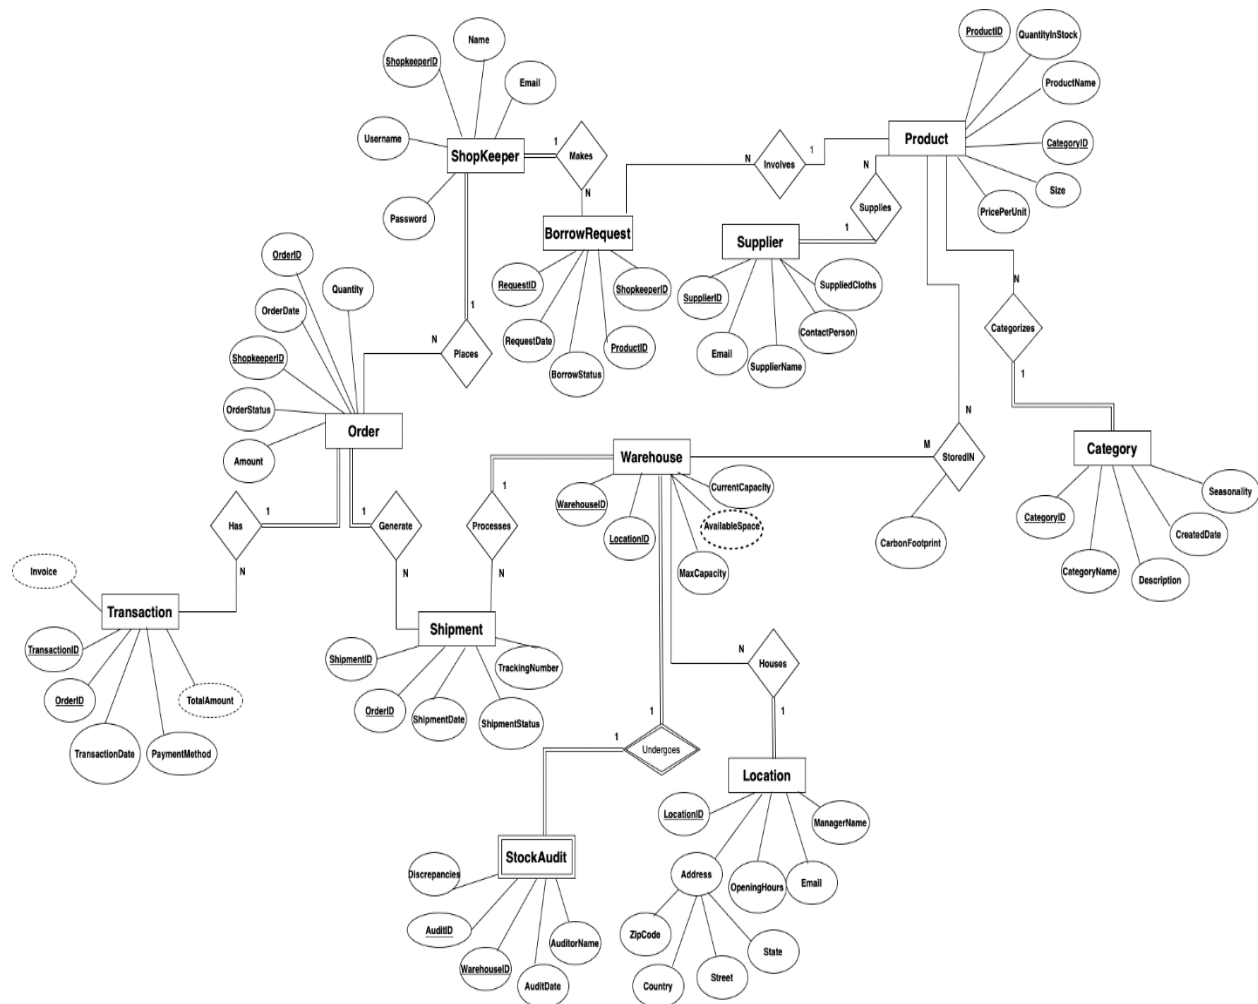 Name
ShopkeeperID
Email
Username
ShopKeeper
Password
1
Makes
N
BorrowRequest
RequestID
ShopkeeperID
RequestDate
BorrowStatus
ProductID
N
Involves
1
ProductID
QuantityInStock
ProductName
Product
CategoryID
Size
PricePerUnit
N
Supplies
1
Supplier
SupplierID
SuppliedCloths
ContactPerson
Email
SupplierName
N
Categorizes
1
Category
CategoryID
Seasonality
CreatedDate
CategoryName
Description
1
Places
N
OrderID
Quantity
OrderDate
ShopkeeperID
OrderStatus
Order
Amount
Has
1
N
1
Generate
N
1
Processes
N
Warehouse
WarehouseID
CurrentCapacity
AvailableSpace
LocationID
MaxCapacity
M
N
StoredIN
CarbonFootprint
Invoice
Transaction
TransactionID
OrderID
TotalAmount
TransactionDate
PaymentMethod
Shipment
ShipmentID
TrackingNumber
OrderID
ShipmentDate
ShipmentStatus
N
Houses
1
1
Undergoes
1
Location
LocationID
ManagerName
Address
OpeningHours
Email
ZipCode
State
Country
Street
StockAudit
Discrepancies
AuditID
AuditorName
WarehouseID
AuditDate